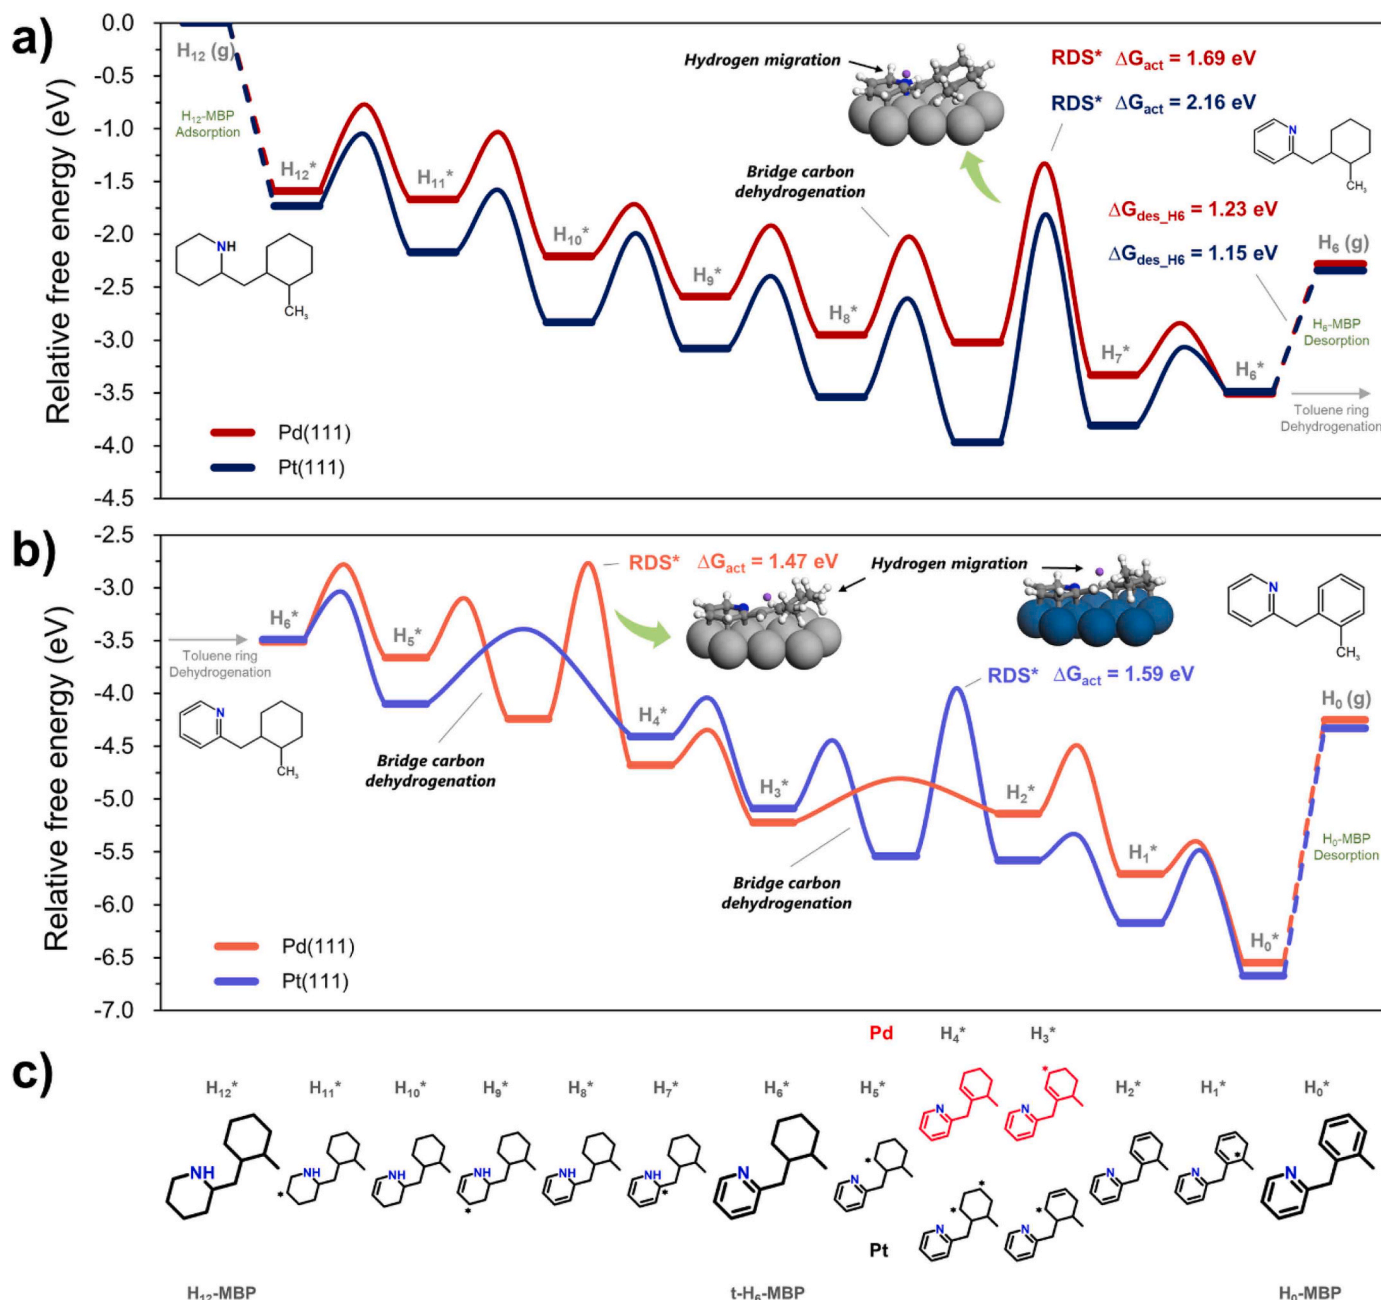 a)
Relative free energy (eV)
0.0
-0.5
-1.0
-1.5
-2.0
-2.5
-3.0
-3.5
-4.0
-4.5
H₁₂ (g)
H₁₂-MBP
Adsorption
H₁₂*
H₁₁*
H₁₀*
H₉*
H₈*
H₇*
H₆*
H₆ (g)
NH
CH₃
Hydrogen migration
Bridge carbon
dehydrogenation
RDS* ΔG_act = 1.69 eV
RDS* ΔG_act = 2.16 eV
N
CH₃
ΔG_des_H6 = 1.23 eV
ΔG_des_H6 = 1.15 eV
H₆-MBP
Desorption
Toluene ring
Dehydrogenation
Pd(111)
Pt(111)
b)
Relative free energy (eV)
-2.5
-3.0
-3.5
-4.0
-4.5
-5.0
-5.5
-6.0
-6.5
-7.0
H₆*
H₅*
H₄*
H₃*
H₂*
H₁*
H₀*
H₀ (g)
Toluene ring
Dehydrogenation
N
CH₃
Bridge carbon
dehydrogenation
RDS* ΔG_act = 1.47 eV
Hydrogen migration
RDS* ΔG_act = 1.59 eV
N
CH₃
Bridge carbon
dehydrogenation
H₀-MBP
Desorption
Pd(111)
Pt(111)
c)
Pd H₄* H₃*
H₁₂* H₁₁* H₁₀* H₉* H₈* H₇* H₆* H₅* H₂* H₁* H₀*
N N
NH NH NH NH NH NH N N N N N
* * * * * *
N N
* * *
Pt
H₁₂-MBP t-H₆-MBP H₀-MBP